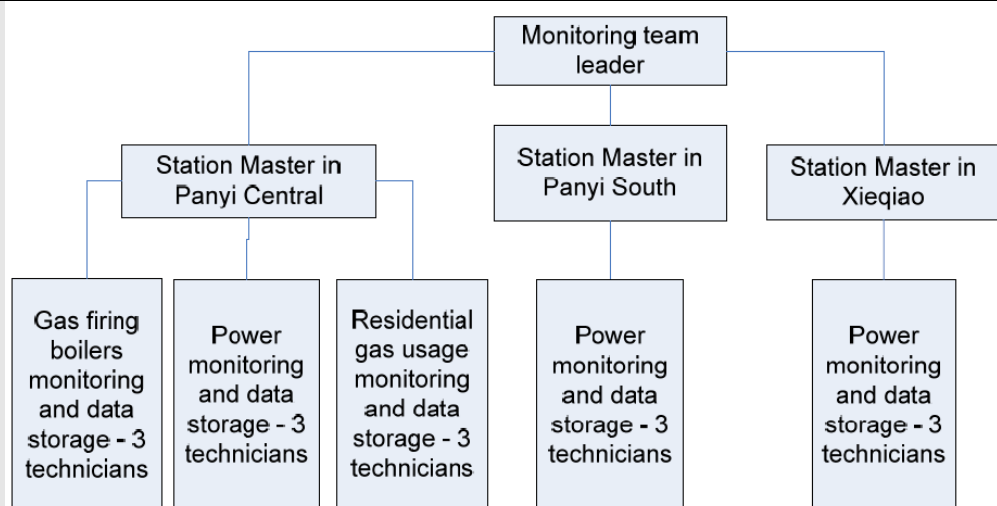 Monitoring team
leader
Station Master in
Panyi Central
Station Master in
Panyi South
Station Master in
Xieqiao
Gas firing
boilers
monitoring
and data
storage - 3
technicians
Power
monitoring
and data
storage - 3
technicians
Residential
gas usage
monitoring
and data
storage - 3
technicians
Power
monitoring
and data
storage - 3
technicians
Power
monitoring
and data
storage - 3
technicians